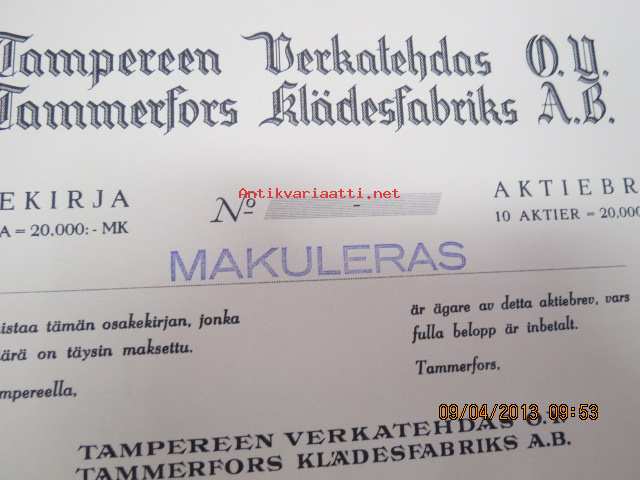 Tampereen Verkatehdas O.Y.
Tammerfors Klädesfabriks A.B.
EKIRJA
A = 20,000:- MK
Antikvariaatti.net
No -
AKTIEBR
10 AKTIER = 20,000
MAKULERAS
istaa tämän osakekirjan, jonka
ärä on täysin maksettu.
mpereella,
är ägare av detta aktiebrev, vars
fulla belopp är inbetalt.
Tammerfors.
09/04/2013 09:53
TAMPEREEN VERKATEHDAS O.Y.
TAMMERFORS KLÄDESFABRIKS A.B.